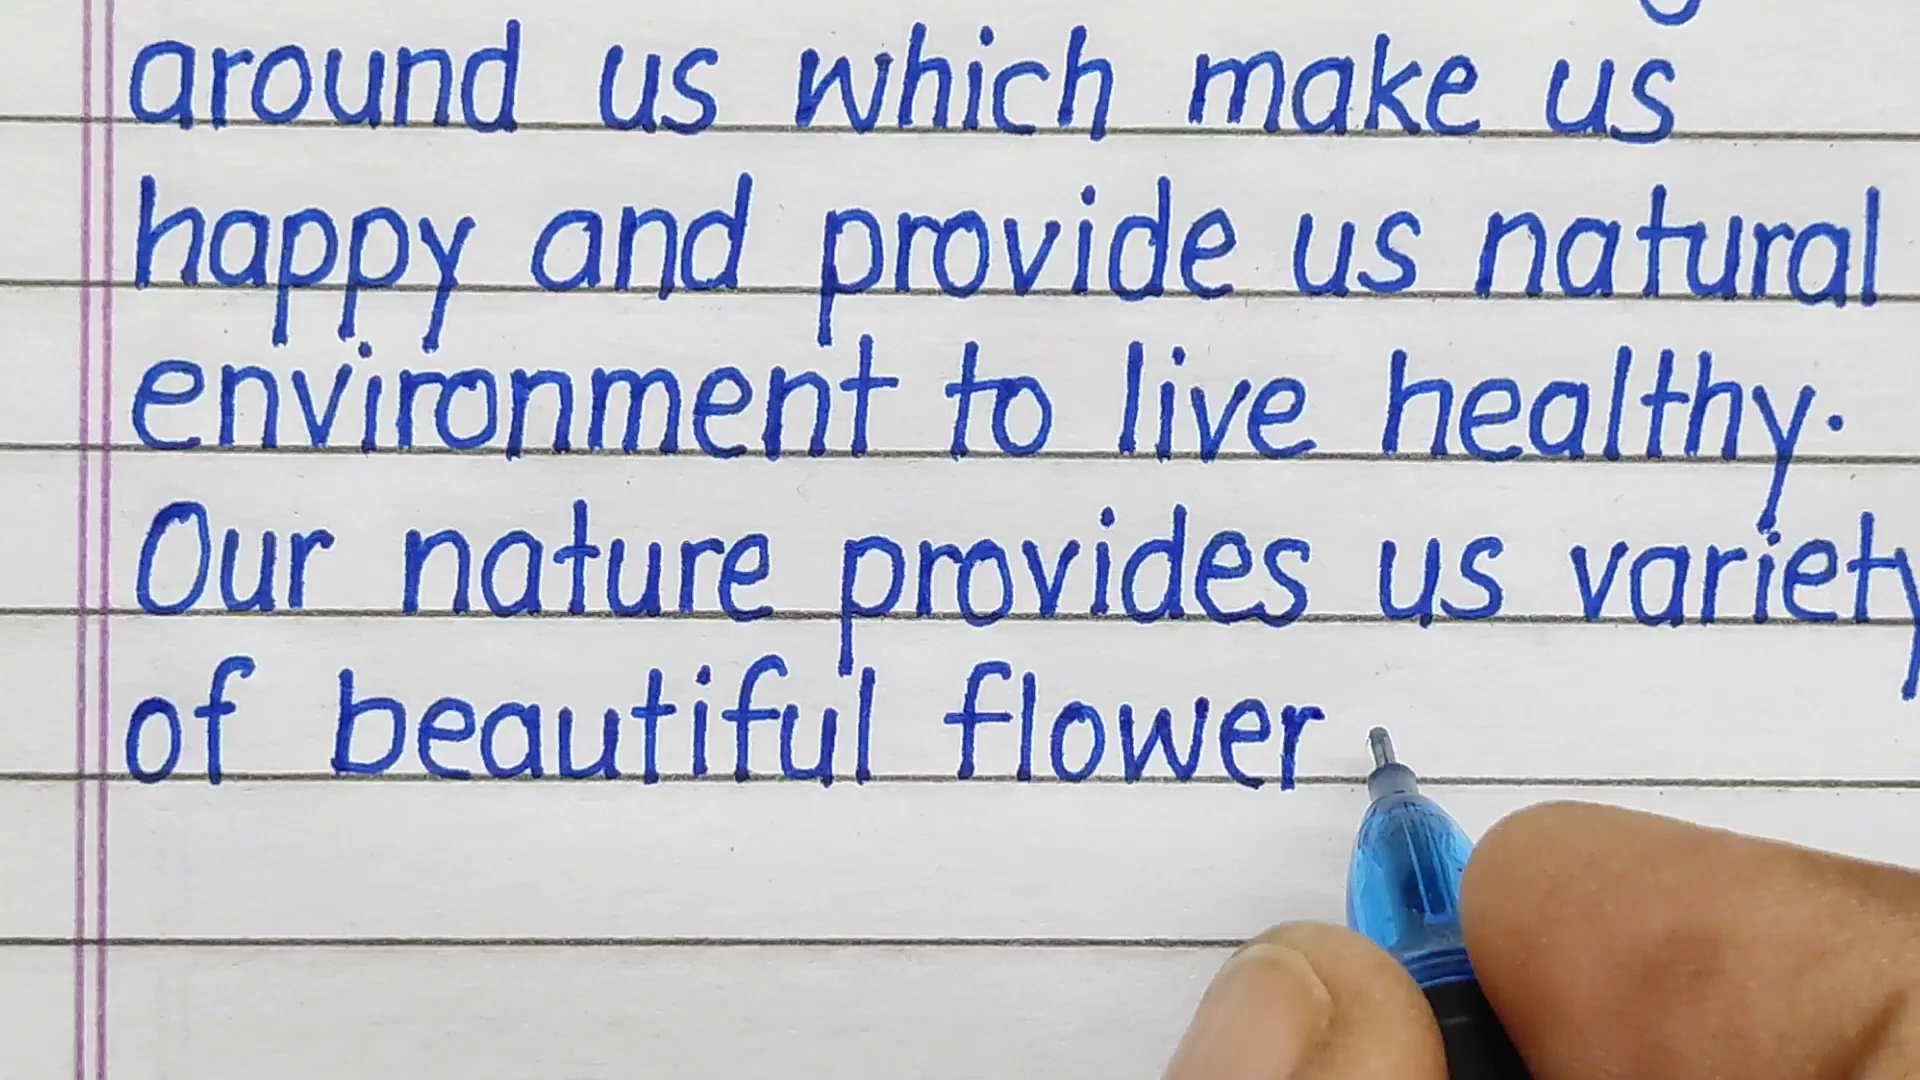 around us which make us
happy and provide us natural
environment to live healthy.
Our nature provides us variety
of beautiful flower